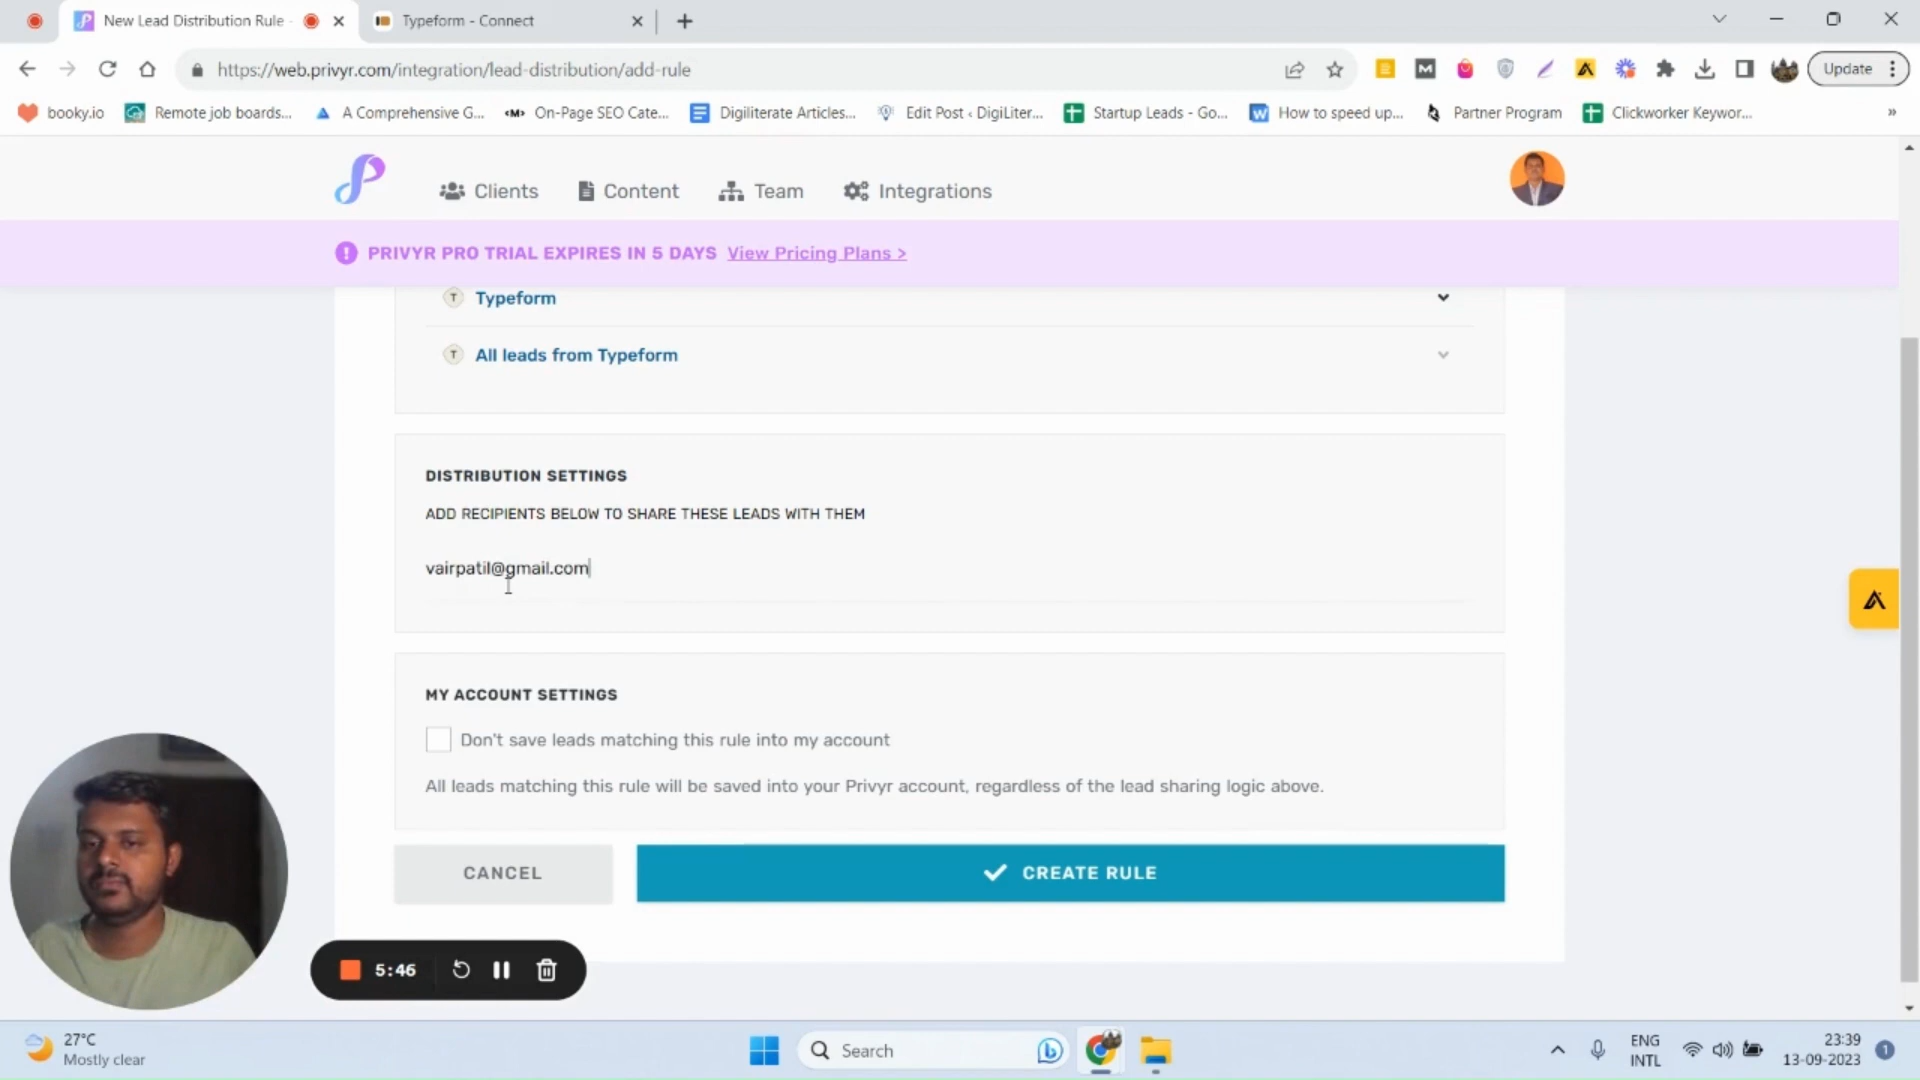 New Lead Distribution Rule -
Typeform - Connect
https://web.privyr.com/integration/lead-distribution/add-rule
Update
booky.io
Remote job boards...
A Comprehensive G...
<M>
On-Page SEO Cate...
Digiliterate Articles...
Edit Post ‹ DigiLiter...
Startup Leads - Go...
How to speed up...
Partner Program
Clickworker Keywor...
»
Clients
Content
Team
Integrations
PRIVYR PRO TRIAL EXPIRES IN 5 DAYS View Pricing Plans >
T Typeform
T All leads from Typeform
DISTRIBUTION SETTINGS
ADD RECIPIENTS BELOW TO SHARE THESE LEADS WITH THEM
vairpatil@gmail.com
MY ACCOUNT SETTINGS
Don't save leads matching this rule into my account
All leads matching this rule will be saved into your Privyr account, regardless of the lead sharing logic above.
CANCEL
CREATE RULE
5:46
27°C
Mostly clear
Search
ENG
INTL
23:39
13-09-2023
1